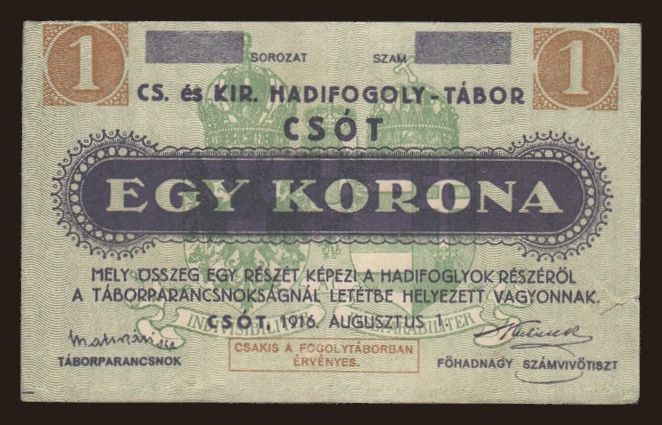 1 SOROZAT SZAM 1
CS. és KIR. HADIFOGOLY-TÁBOR
CSÓT
EGY KORONA
MELY ÖSSZEG EGY RÉSZÉT KÉPEZI A HADIFOGLYOK RÉSZÉRŐL
A TÁBORPARANCSNOKSÁGNÁL LETÉTBE HELYEZETT VAGYONNAK.
CSÓT, 1916. AUGUSZTUS 1.
CSAKIS A FOGOLYTÁBORBAN
ÉRVÉNYES.
TÁBORPARANCSNOK
FŐHADNAGY SZÁMVIVŐTISZT